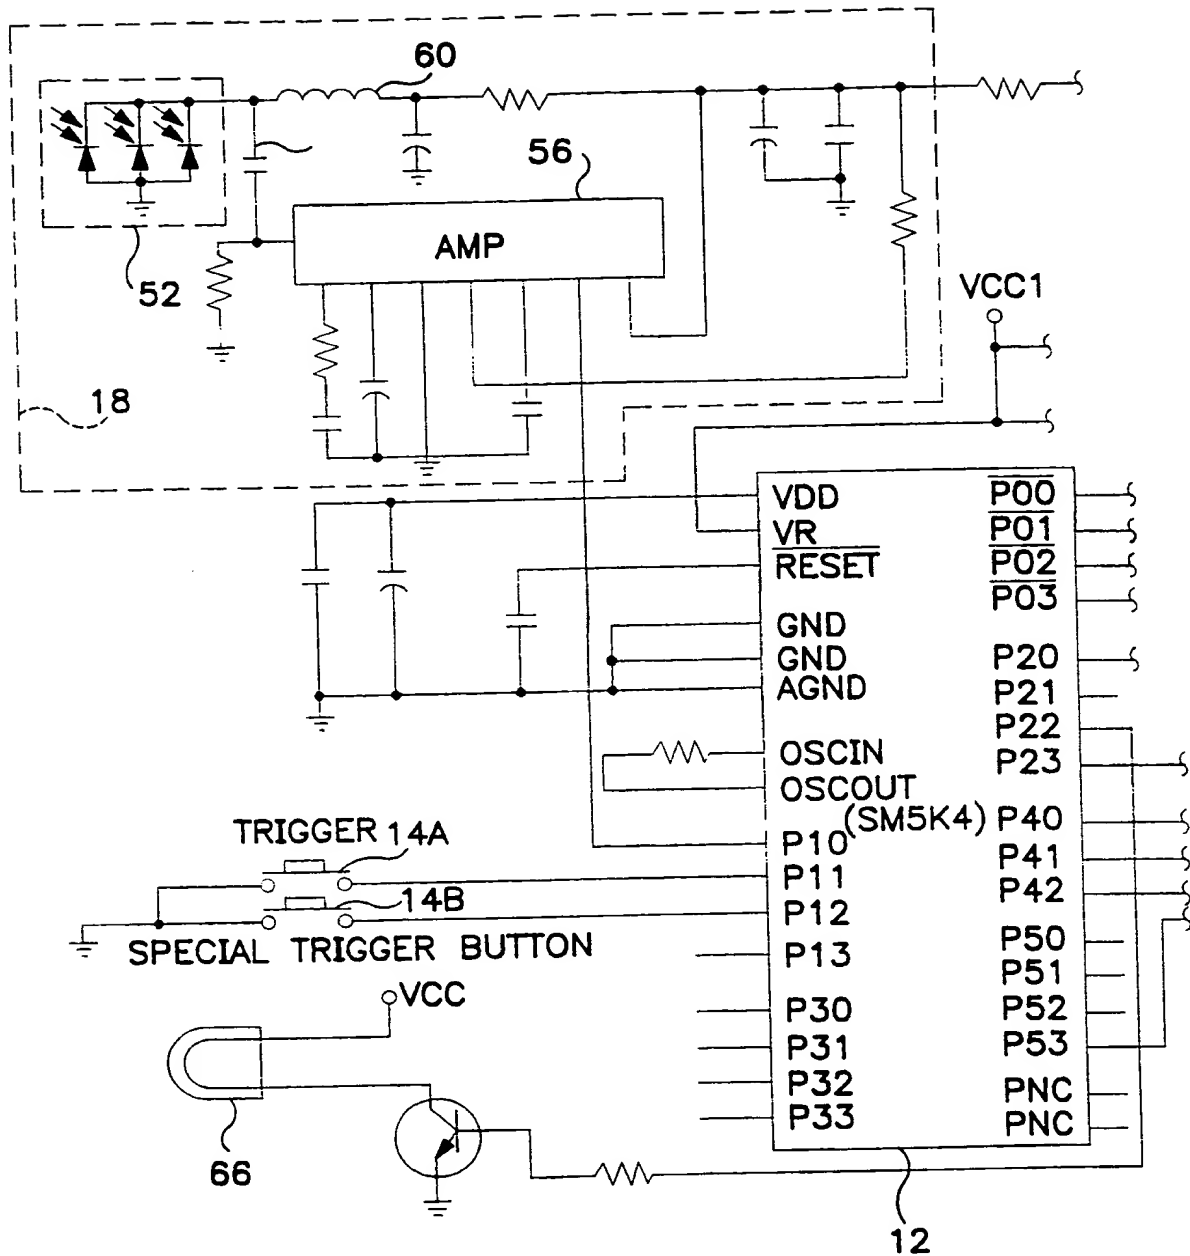 60
56
AMP
52
VCC1
18
VDD
P00
VR
P01
RESET
P02
P03
GND
GND
P20
AGND
P21
P22
OSCIN
P23
OSCOUT
(SM5K4)
P40
TRIGGER 14A
P10
P41
P11
P42
14B
P12
SPECIAL TRIGGER BUTTON
P50
P13
P51
VCC
P30
P52
P31
P53
P32
PNC
P33
PNC
66
12